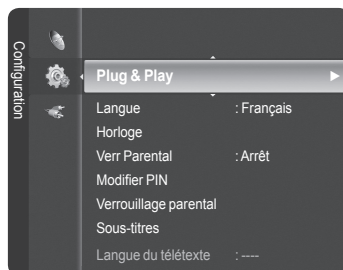 Configuration
Plug & Play
Langue : Français
Horloge
Verr Parental : Arrêt
Modifier PIN
Verrouillage parental
Sous-titres
Langue du télétexte : ----